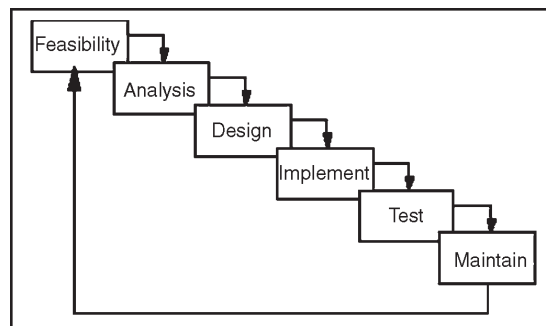 Feasibility
Analysis
Design
Implement
Test
Maintain